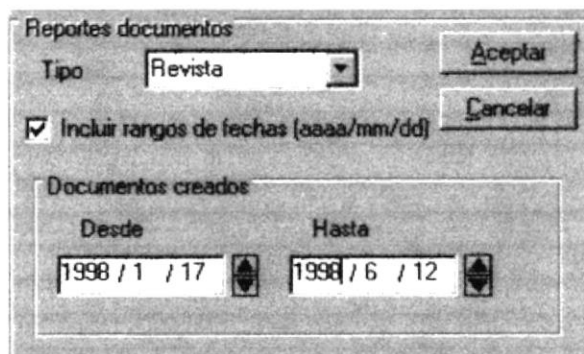 Reportes documentos
Tipo Revista
Aceptar
Cancelar
Incluir rangos de fechas (aaaa/mm/dd)
Documentos creados
Desde Hasta
1998 / 1 / 17 1998 / 6 / 12